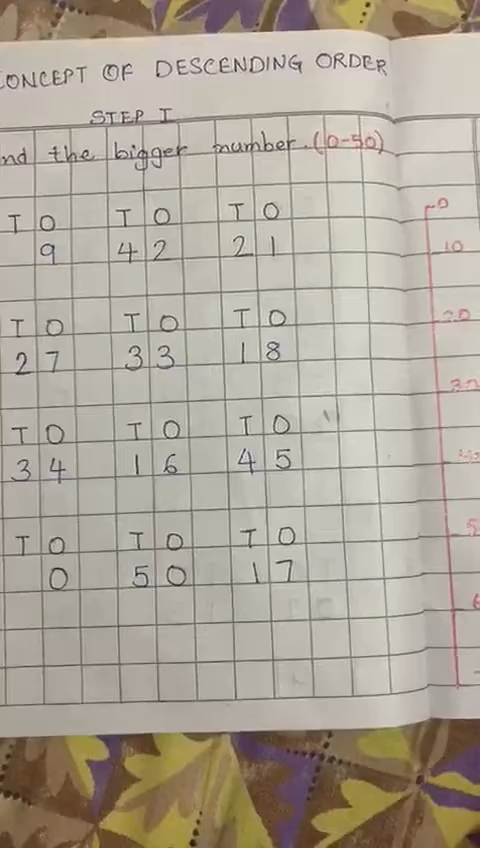 CONCEPT OF DESCENDING ORDER
STEP I
nd the bigger number. (0-50)
T O T O T O
9 4 2 2 1
T O T O T O
2 7 3 3 1 8
T O T O T O
3 4 1 6 4 5
T O T O T O
0 5 0 1 7
0
10
20